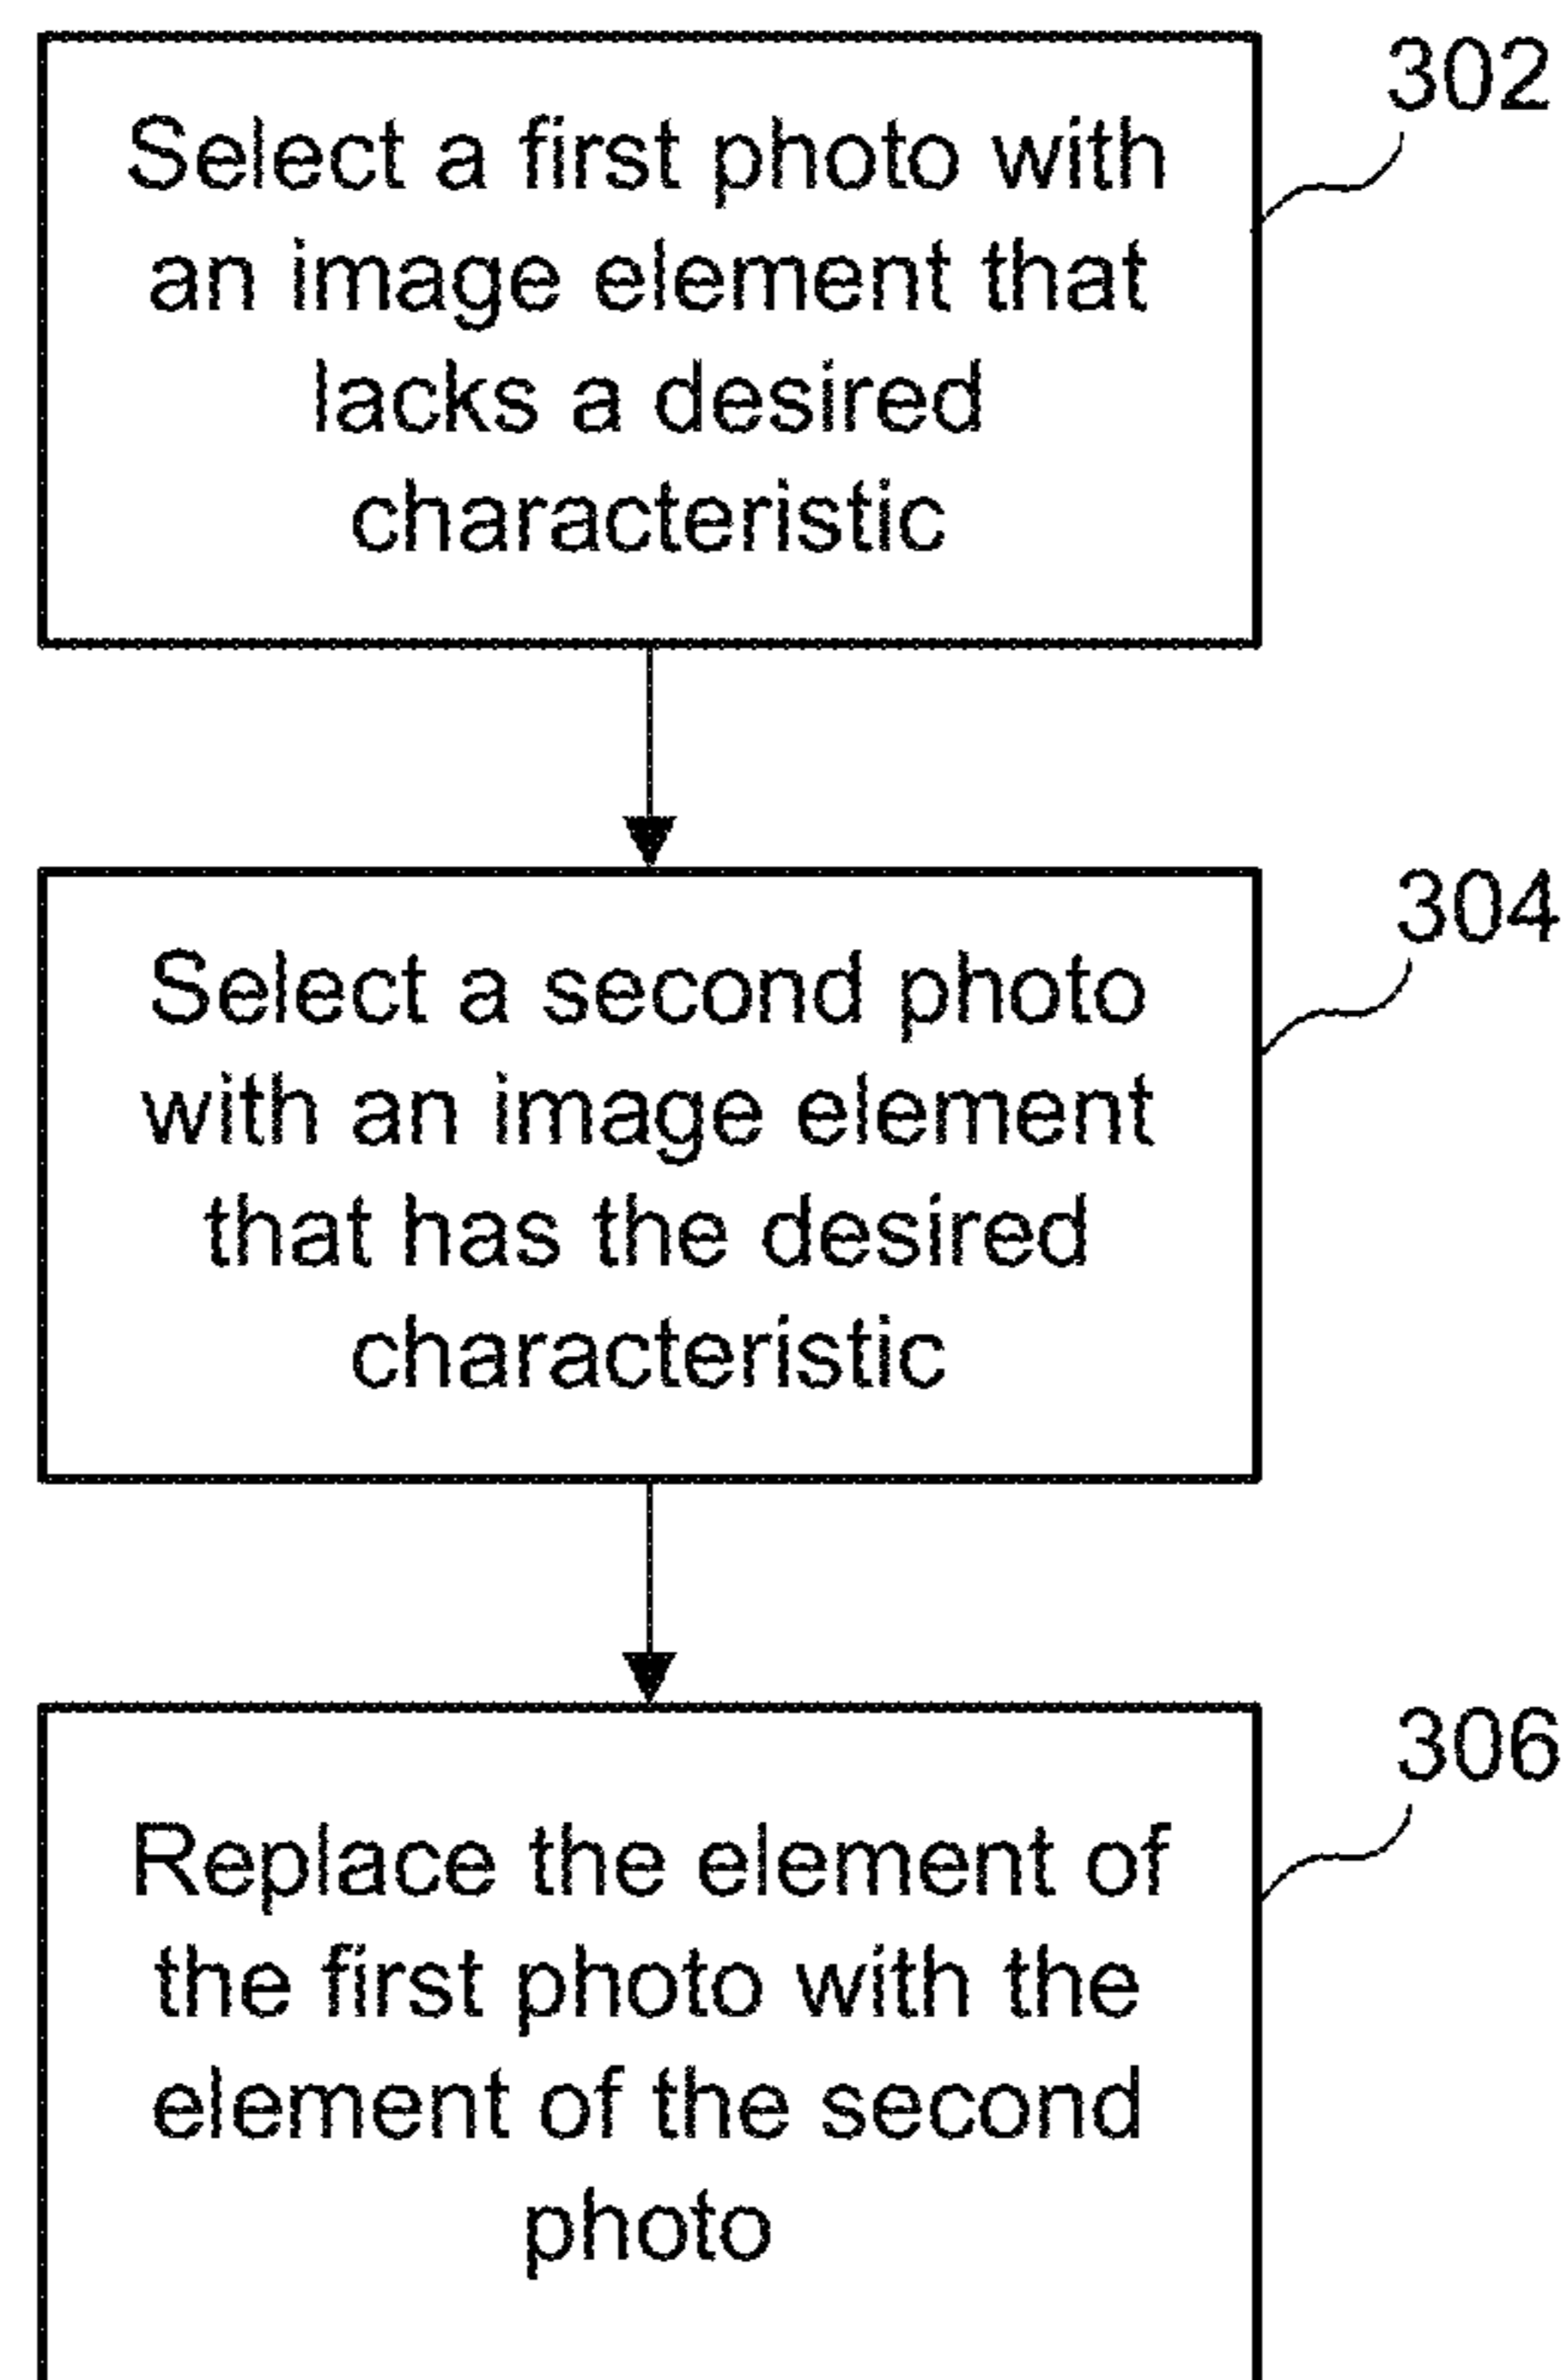 302
Select a first photo with
an image element that
lacks a desired
characteristic
304
Select a second photo
with an image element
that has the desired
characteristic
306
Replace the element of
the first photo with the
element of the second
photo